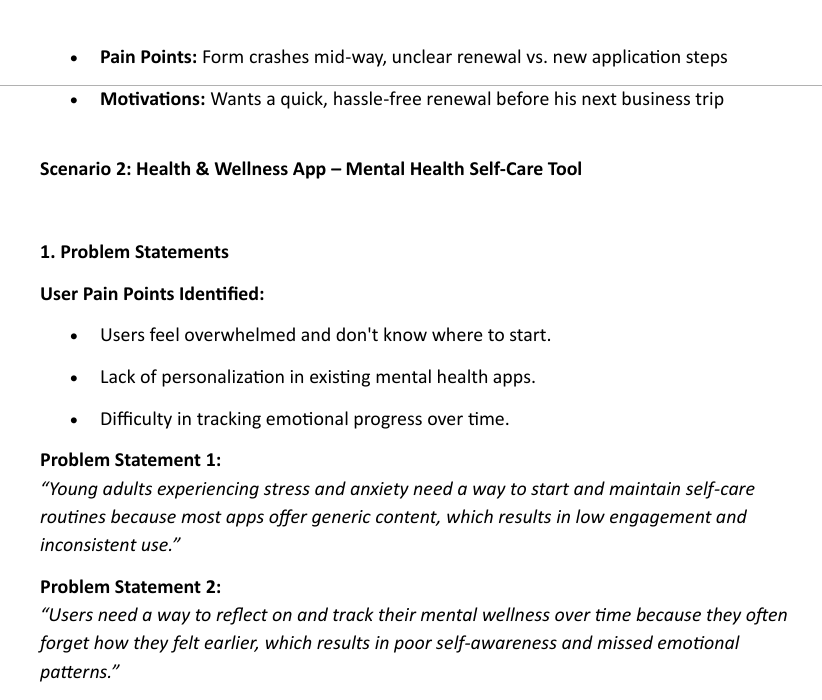 • Pain Points: Form crashes mid-way, unclear renewal vs. new application steps
• Motivations: Wants a quick, hassle-free renewal before his next business trip
Scenario 2: Health & Wellness App – Mental Health Self-Care Tool
1. Problem Statements
User Pain Points Identified:
• Users feel overwhelmed and don't know where to start.
• Lack of personalization in existing mental health apps.
• Difficulty in tracking emotional progress over time.
Problem Statement 1:
“Young adults experiencing stress and anxiety need a way to start and maintain self-care
routines because most apps offer generic content, which results in low engagement and
inconsistent use.”
Problem Statement 2:
“Users need a way to reflect on and track their mental wellness over time because they often
forget how they felt earlier, which results in poor self-awareness and missed emotional
patterns.”